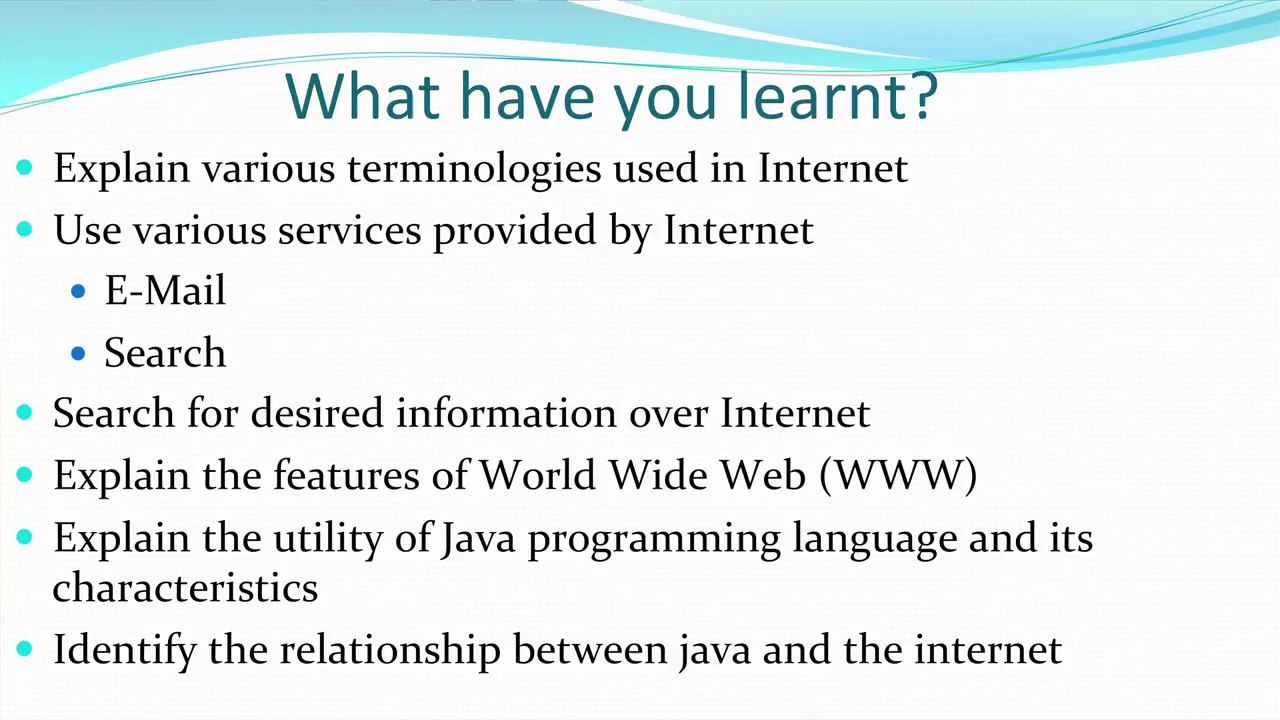 What have you learnt?
• Explain various terminologies used in Internet
• Use various services provided by Internet
• E-Mail
• Search
• Search for desired information over Internet
• Explain the features of World Wide Web (WWW)
• Explain the utility of Java programming language and its
characteristics
• Identify the relationship between java and the internet